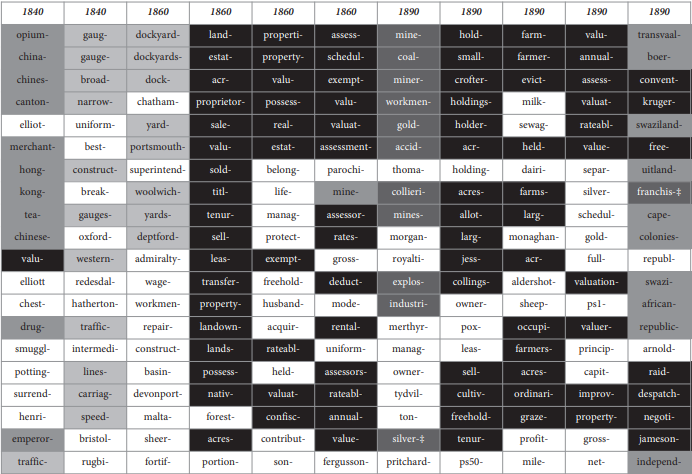 1840 1840 1860 1860 1860 1860 1890 1890 1890 1890 1890
opium- gaug- dockyard- land- properti- assess- mine- hold- farm- valu- transvaal-
china- gauge- dockyards- estat- property- schedul- coal- small- farmer- annual- boer-
chines- broad- dock- acr- valu- exempt- miner- crofter- evict- assess- convent-
canton- narrow- chatham- proprietor- possess- valu- workmen- holdings- milk- valuat- kruger-
elliot- uniform- yard- sale- real- valuat- gold- holder- sewag- rateabl- swaziland-
merchant- best- portsmouth- valu- estat- assessment- accid- acr- held- value- free-
hong- construct- superintend- sold- belong- parochi- thoma- holding- dairi- separ- uitland-
kong- break- woolwich- titl- life- mine- collieri- acres- farms- silver- franchis-‡
tea- gauges- yards- tenur- manag- assessor- mines- allot- larg- schedul- cape-
chinese- oxford- deptford- sell- protect- rates- morgan- larg- monaghan- gold- colonies-
valu- western- admiralty- leas- exempt- gross- royalti- jess- acr- full- republ-
elliott redesdal- wage- transfer- freehold- deduct- explos- collings- aldershot- valuation- swazi-
chest- hatherton- workmen- property- husband- mode- industri- owner- sheep- ps1- african-
drug- traffic- repair- landown- acquir- rental- merthyr- pox- occupi- valuer- republic-
smuggl- intermedi- construct- lands- rateabl- uniform- manag- leas- farmers- princip- arnold-
potting- lines- basin- possess- held- assessors- owner- sell- acres- capit- raid-
surrend- carriag- devonport- nativ- valuat- rateabl- tydvil- cultiv- ordinari- improv- despatch-
henri- speed- malta- forest- confisc- annual- ton- freehold- graze- property- negoti-
emperor- bristol- sheer- acres- contribut- value- silver-‡ tenur- profit- gross- jameson-
traffic- rugbi- fortif- portion- son- fergusson- pritchard- ps50- mile- net- independ-